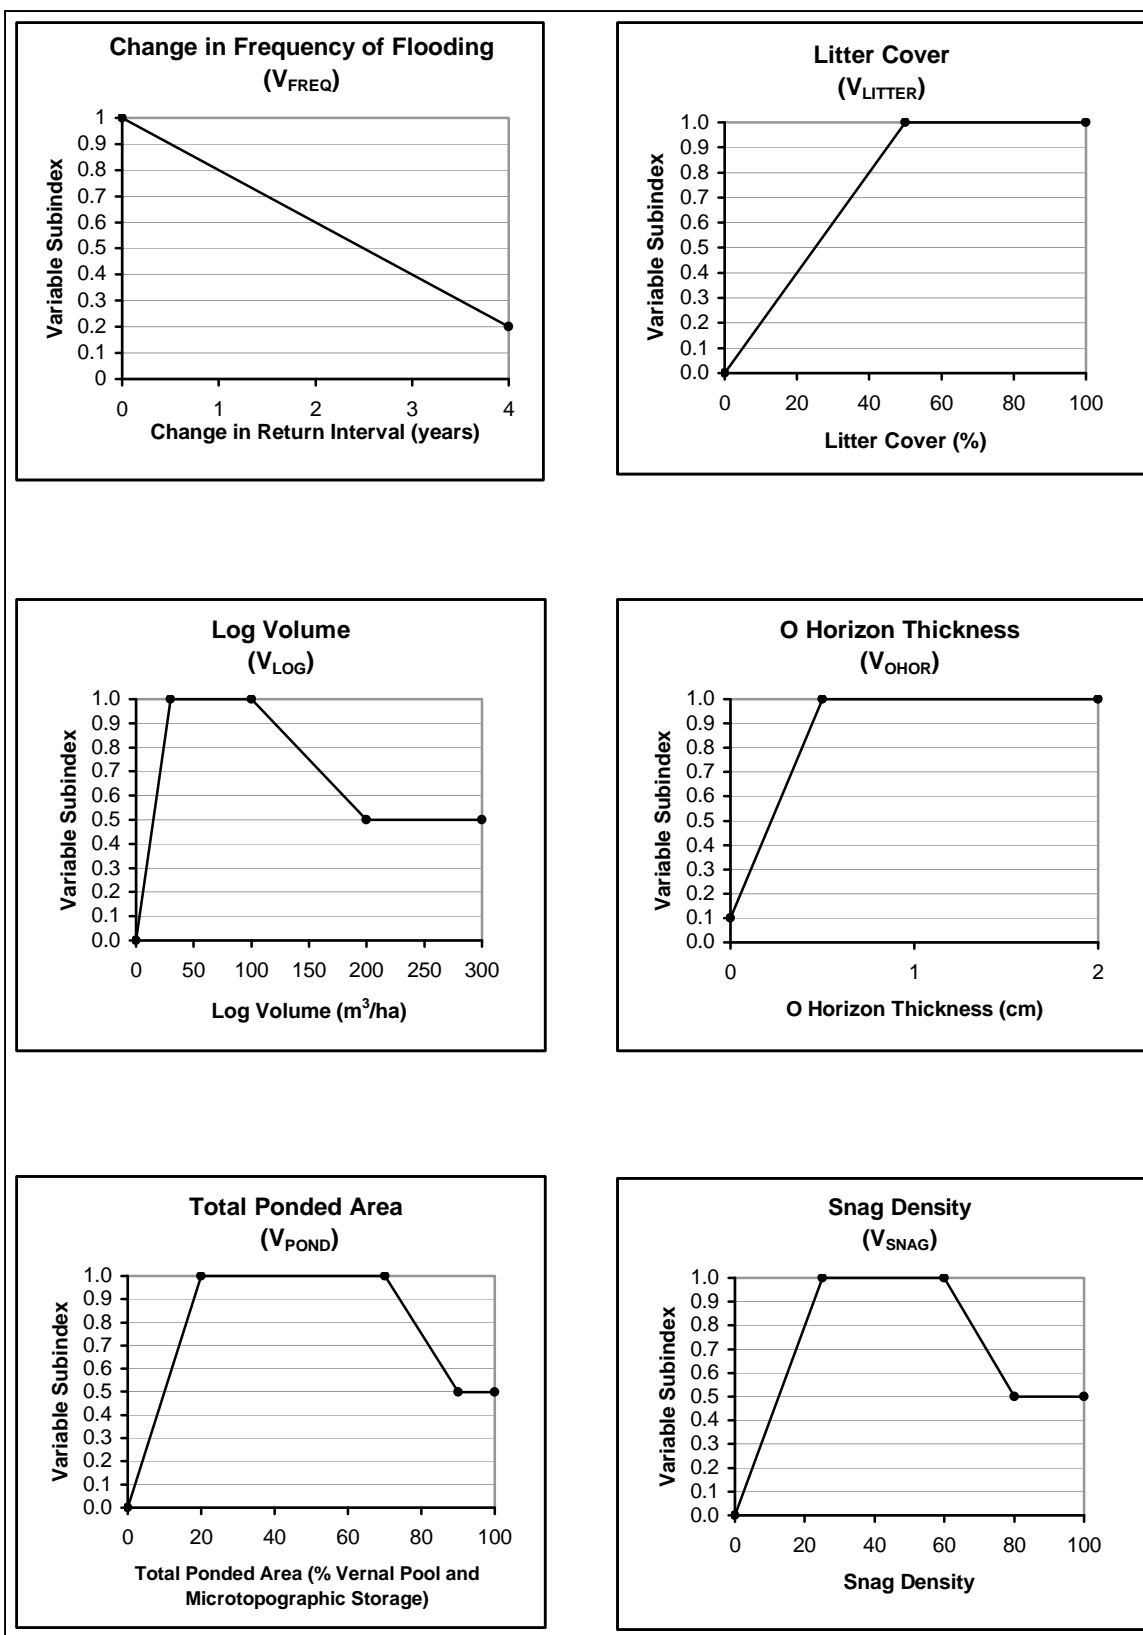 Change in Frequency of Flooding
(VFREQ)
1
0.9
0.8
0.7
0.6
0.5
0.4
0.3
0.2
0.1
0
Variable Subindex
0 1 2 3 4
Change in Return Interval (years)
Litter Cover
(VLITTER)
1.0
0.9
0.8
0.7
0.6
0.5
0.4
0.3
0.2
0.1
0.0
Variable Subindex
0 20 40 60 80 100
Litter Cover (%)
Log Volume
(VLOG)
1.0
0.9
0.8
0.7
0.6
0.5
0.4
0.3
0.2
0.1
0.0
Variable Subindex
0 50 100 150 200 250 300
Log Volume (m³/ha)
O Horizon Thickness
(VOHOR)
1.0
0.9
0.8
0.7
0.6
0.5
0.4
0.3
0.2
0.1
0.0
Variable Subindex
0 1 2
O Horizon Thickness (cm)
Total Ponded Area
(VPOND)
1.0
0.9
0.8
0.7
0.6
0.5
0.4
0.3
0.2
0.1
0.0
Variable Subindex
0 20 40 60 80 100
Total Ponded Area (% Vernal Pool and
Microtopographic Storage)
Snag Density
(VSNAG)
1.0
0.9
0.8
0.7
0.6
0.5
0.4
0.3
0.2
0.1
0.0
Variable Subindex
0 20 40 60 80 100
Snag Density